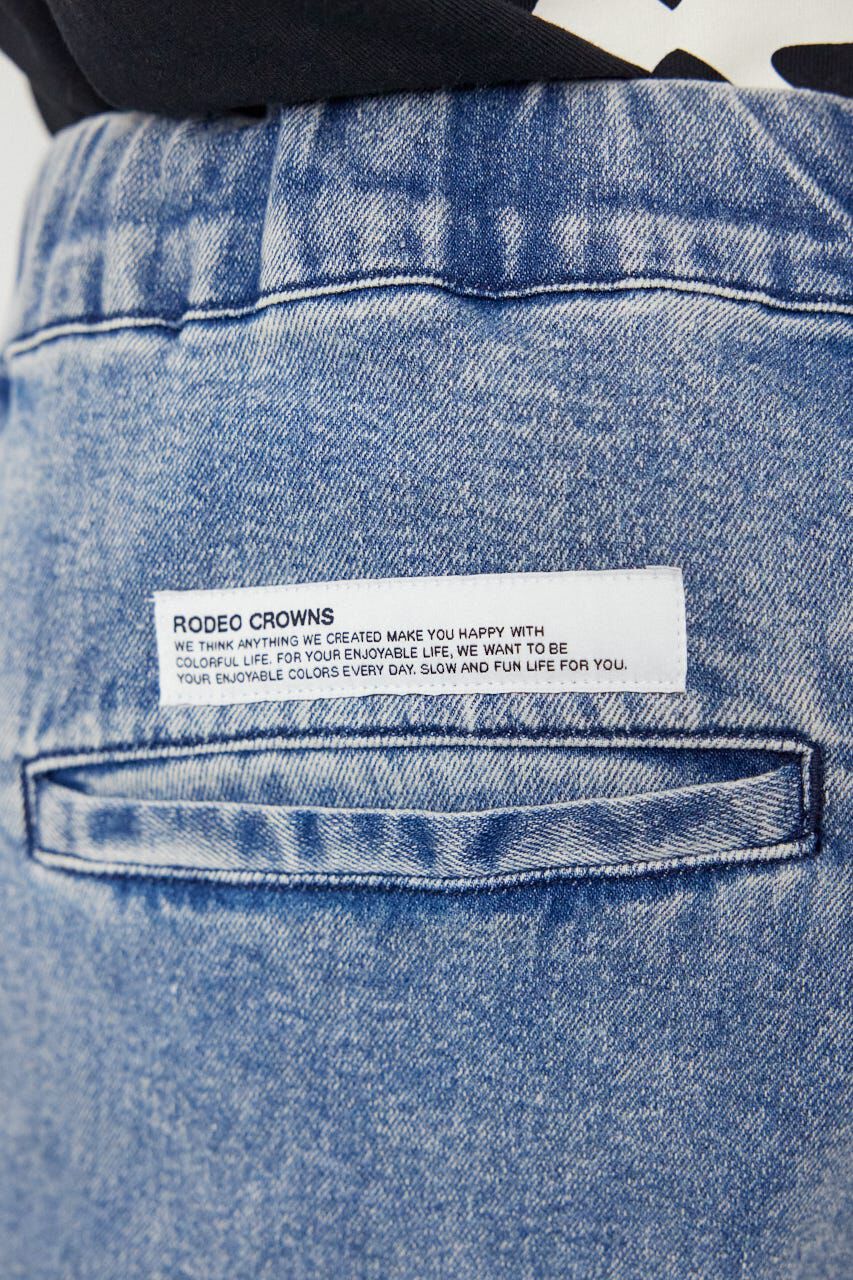 RODEO CROWNS
WE THINK ANYTHING WE CREATED MAKE YOU HAPPY WITH
COLORFUL LIFE. FOR YOUR ENJOYABLE LIFE, WE WANT TO BE
YOUR ENJOYABLE COLORS EVERY DAY. SLOW AND FUN LIFE FOR YOU.